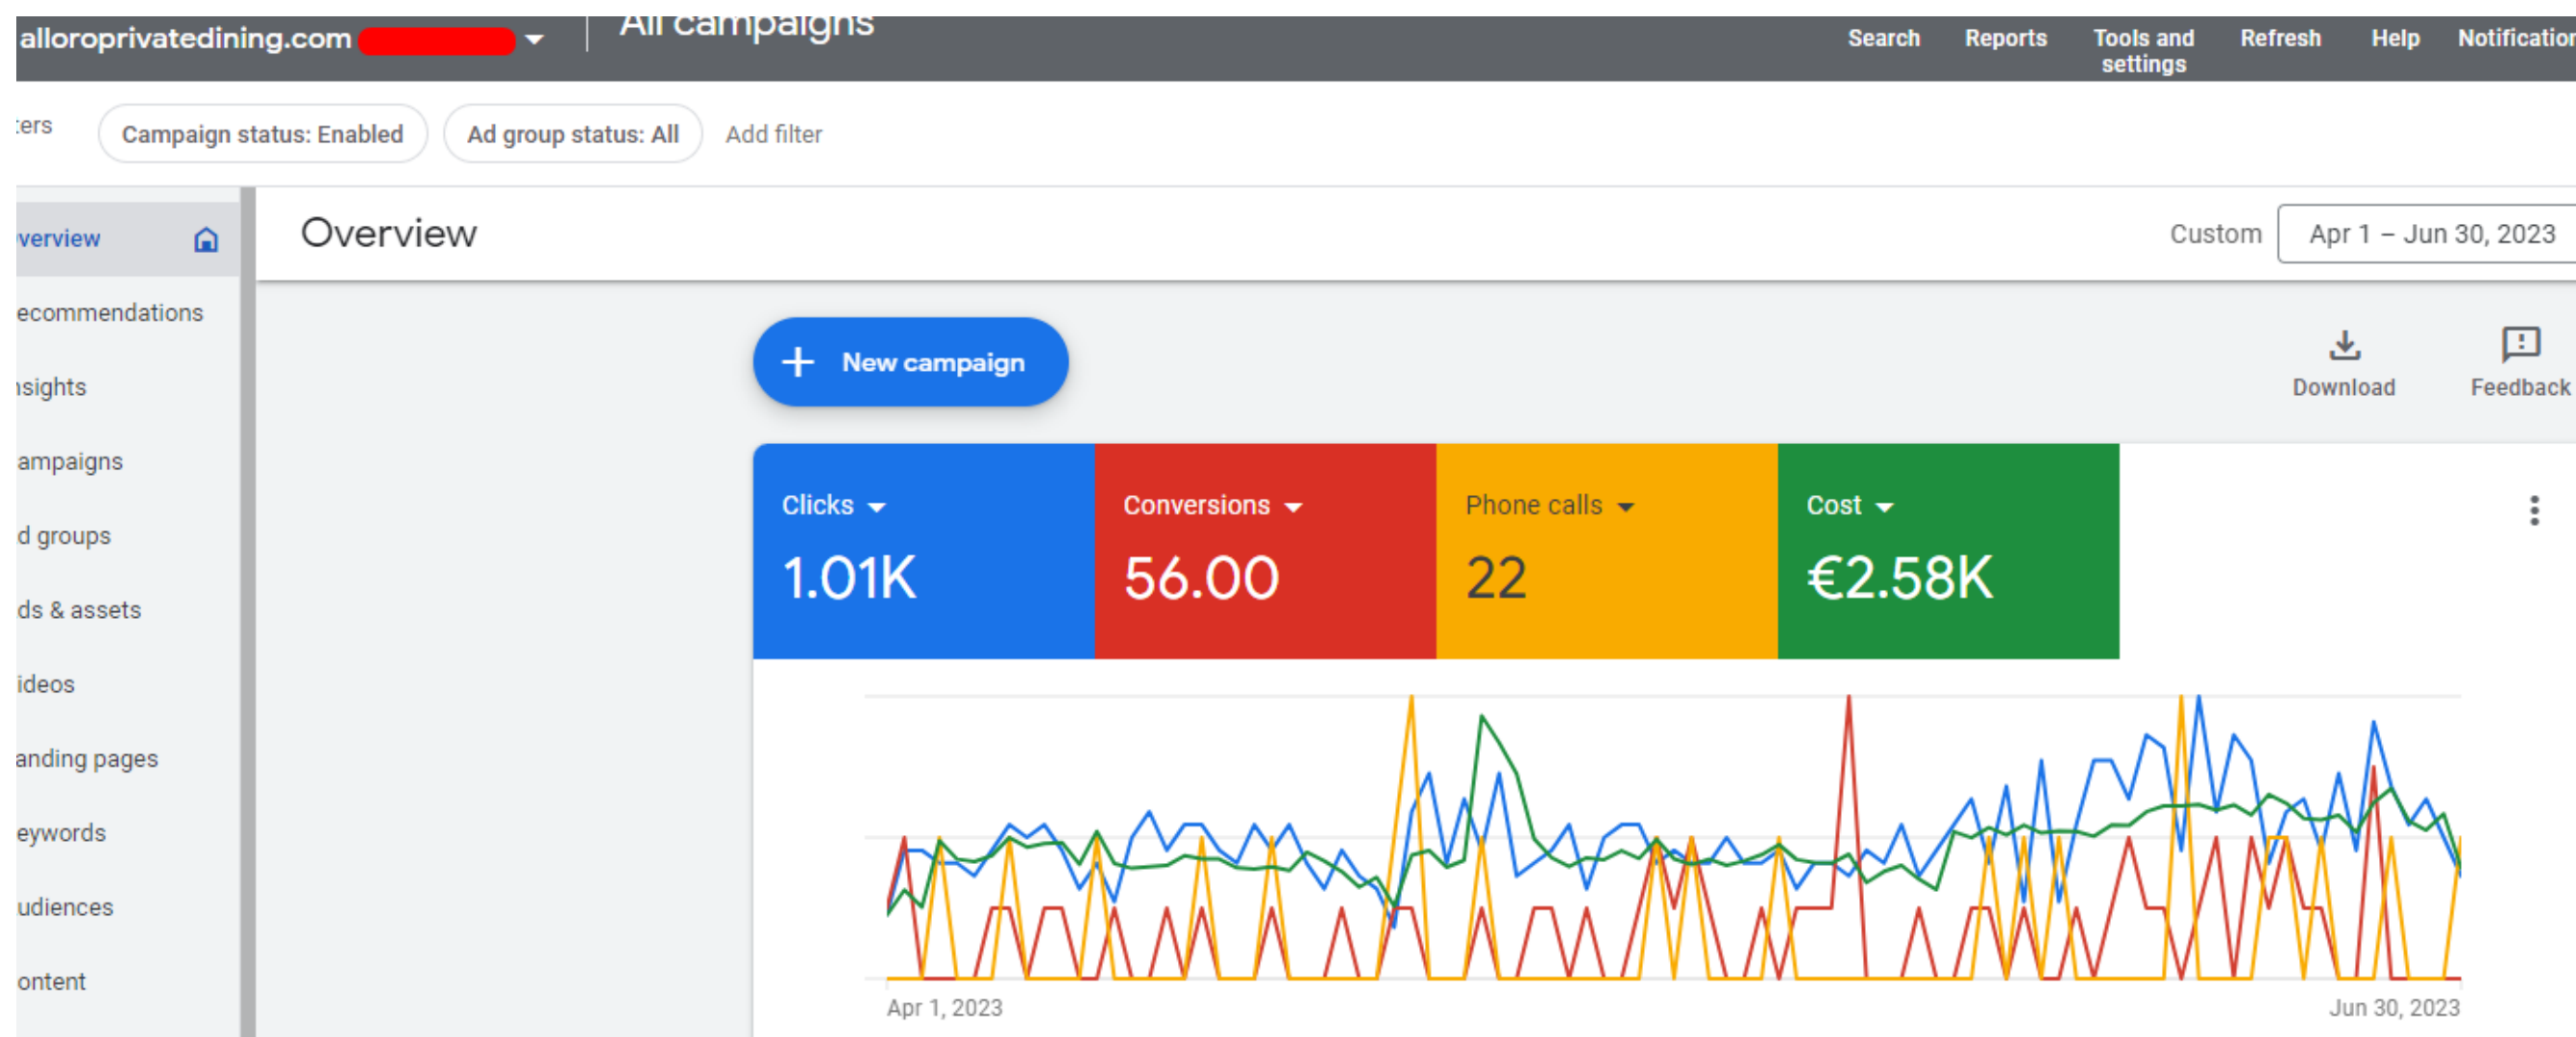 alloroprivatedining.com
All campaigns
Search
Reports
Tools and
settings
Refresh
Help
Notification
ters
Campaign status: Enabled
Ad group status: All
Add filter
verview
Overview
Custom
Apr 1 – Jun 30, 2023
ecommendations
nsights
ampaigns
d groups
ds & assets
ideos
anding pages
eywords
udiences
ontent
New campaign
Download
Feedback
Clicks
1.01K
Conversions
56.00
Phone calls
22
Cost
€2.58K
Apr 1, 2023
Jun 30, 2023